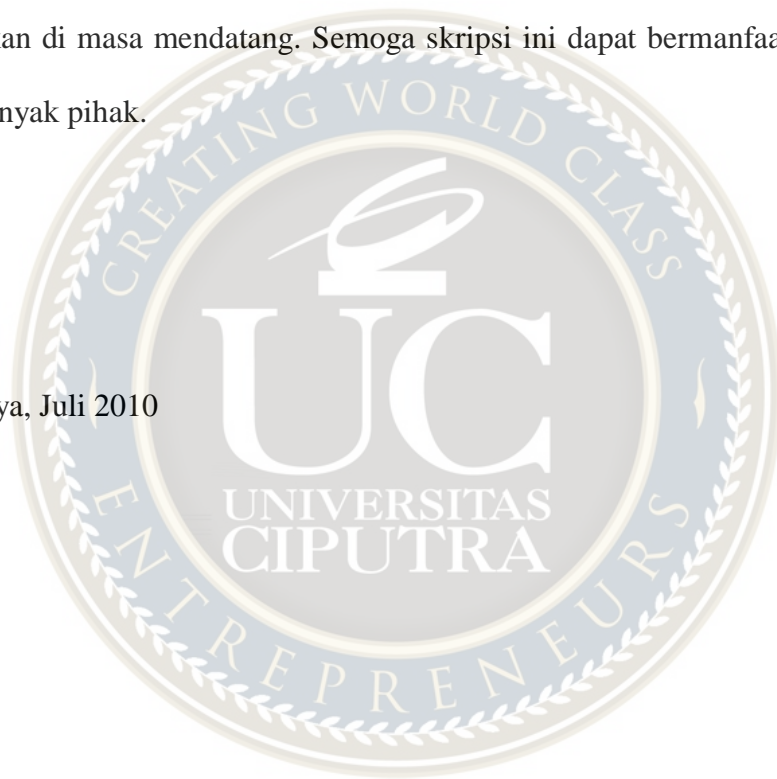 kan di masa mendatang. Semoga skripsi ini dapat bermanfaa
nyak pihak.
CREATING WORLD CLASS
ya, Juli 2010
UC
UNIVERSITAS
CIPUTRA
ENTREPRENEURS